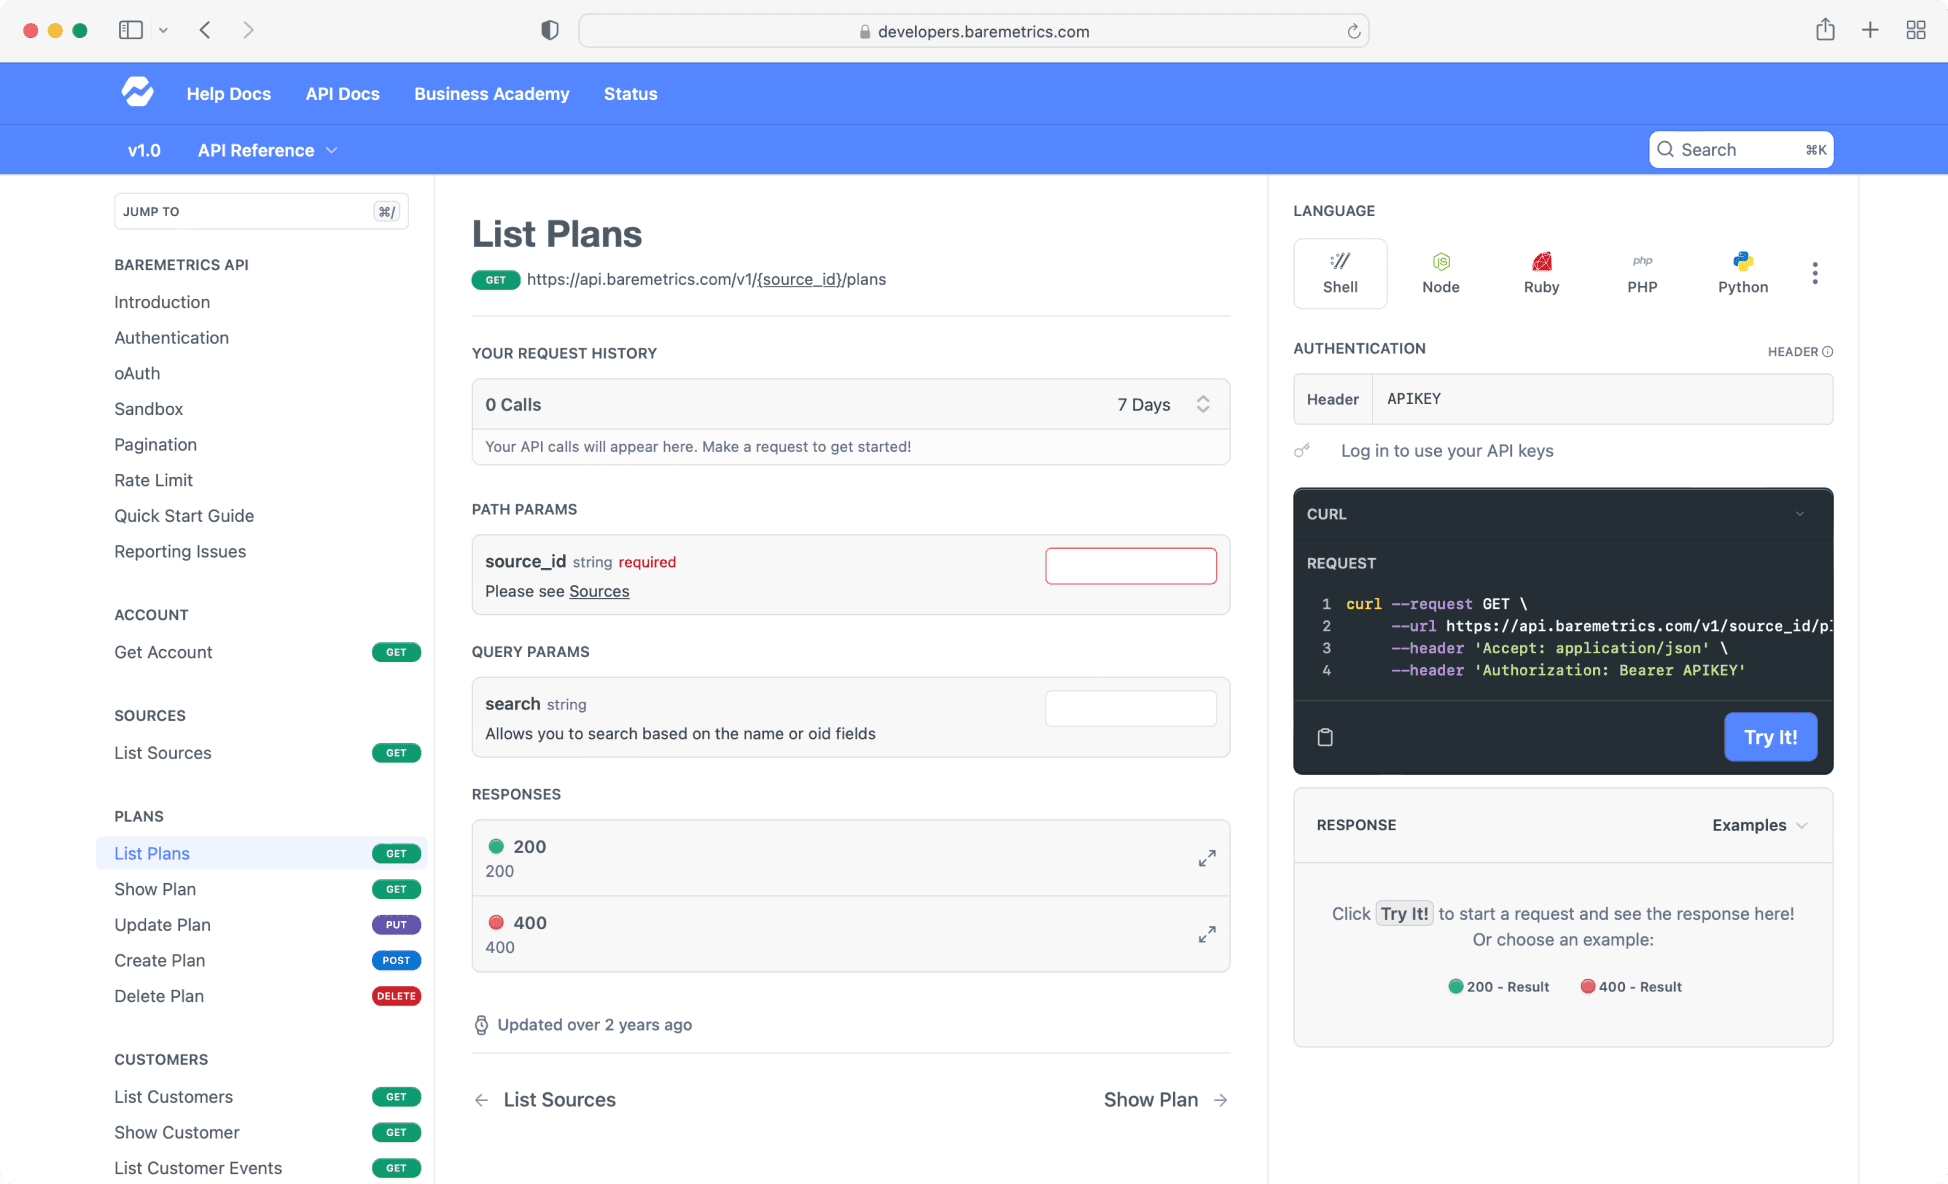 developers.baremetrics.com
Help Docs
API Docs
Business Academy
Status
v1.0
API Reference
Search
⌘K
JUMP TO
⌘/
BAREMETRICS API
Introduction
Authentication
oAuth
Sandbox
Pagination
Rate Limit
Quick Start Guide
Reporting Issues
ACCOUNT
Get Account GET
SOURCES
List Sources GET
PLANS
List Plans GET
Show Plan GET
Update Plan PUT
Create Plan POST
Delete Plan DELETE
CUSTOMERS
List Customers GET
Show Customer GET
List Customer Events GET
List Plans
GET https://api.baremetrics.com/v1/{source_id}/plans
YOUR REQUEST HISTORY
0 Calls
7 Days
Your API calls will appear here. Make a request to get started!
PATH PARAMS
source_id string required
Please see Sources
QUERY PARAMS
search string
Allows you to search based on the name or oid fields
RESPONSES
200
200
400
400
Updated over 2 years ago
← List Sources
Show Plan →
LANGUAGE
Shell
Node
Ruby
php
PHP
Python
AUTHENTICATION
HEADER
Header
APIKEY
Log in to use your API keys
CURL
REQUEST
1 curl --request GET \
2 --url https://api.baremetrics.com/v1/source_id/pl
3 --header 'Accept: application/json' \
4 --header 'Authorization: Bearer APIKEY'
Try It!
RESPONSE
Examples
Click Try It! to start a request and see the response here!
Or choose an example:
200 - Result
400 - Result